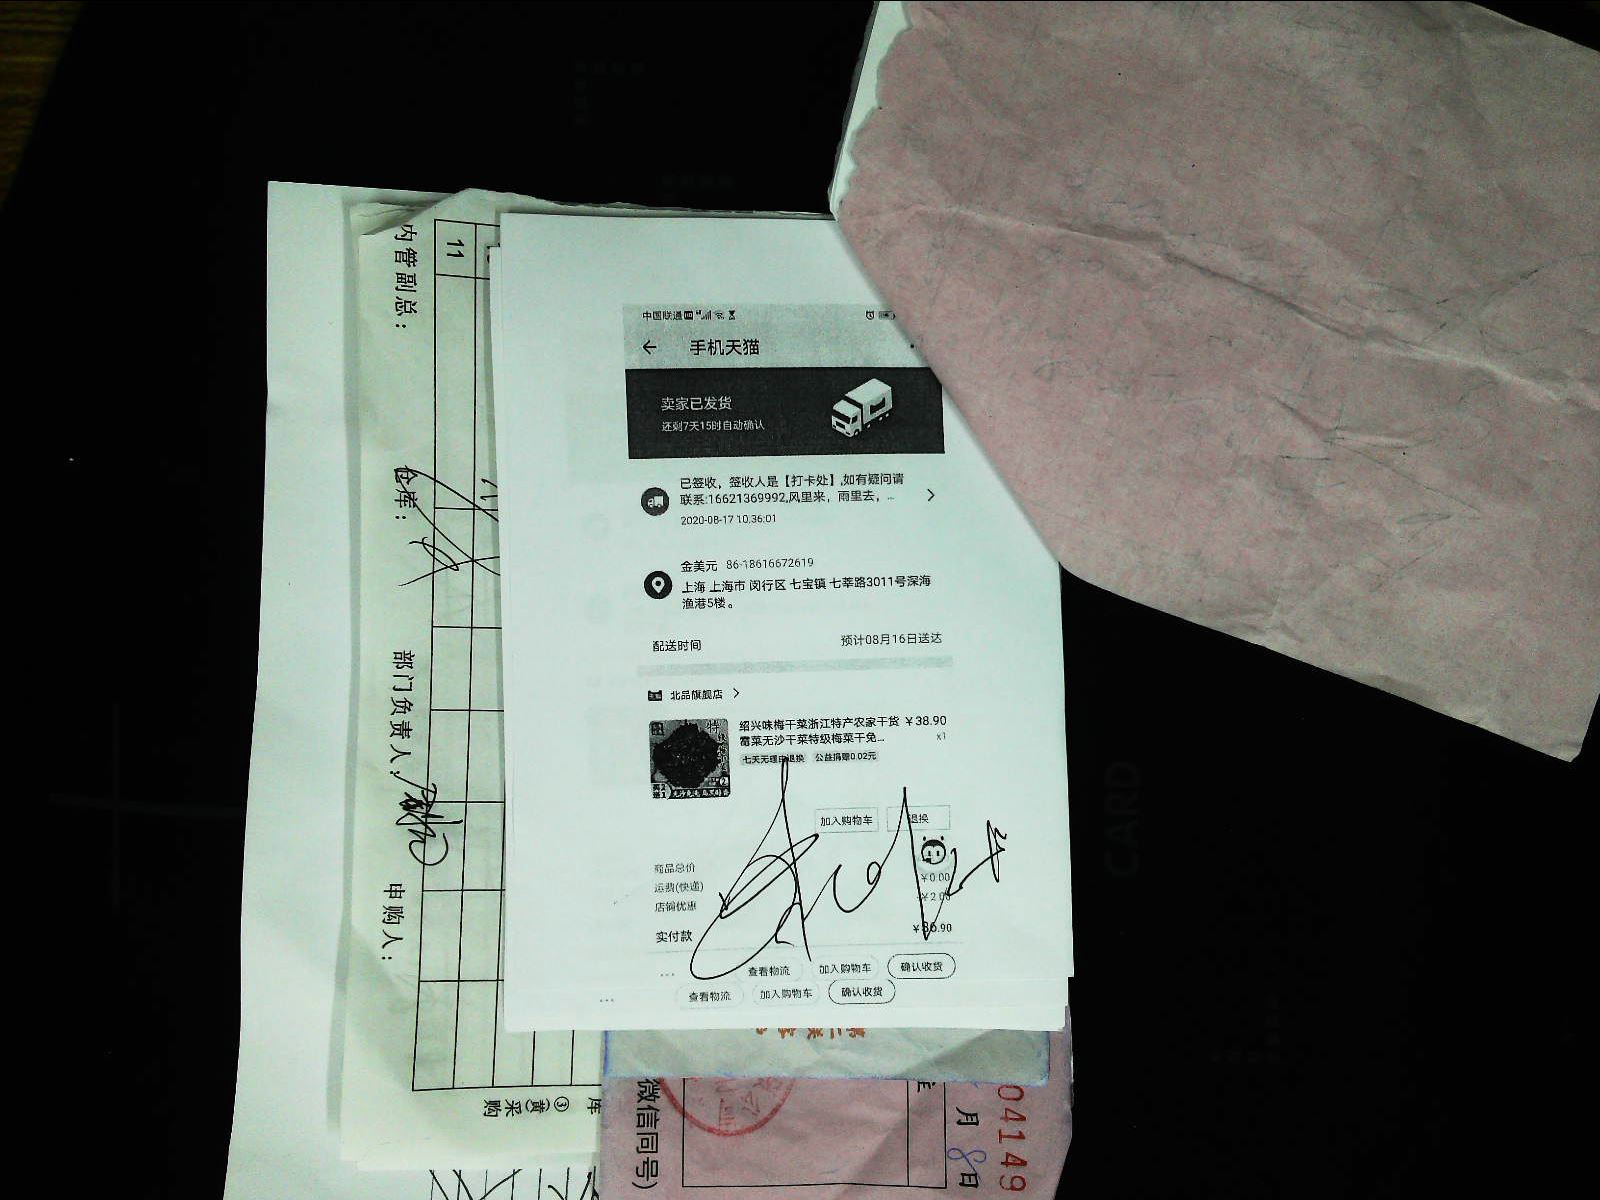 中国联通
手机天猫
卖家已发货
还剩7天15时自动确认
已签收，签收人是【打卡处】,如有疑问请
联系:16621369992,风里来，雨里去，...
2020-08-17 10:36:01
金美元 86-18616672619
上海 上海市 闵行区 七宝镇 七莘路3011号深海
渔港5楼。
配送时间 预计08月16日送达
北品旗舰店
绍兴味梅干菜浙江特产农家干货 ￥38.90
霉菜无沙干菜特级梅菜干免... x1
七天无理由退换 公益捐赠0.02元
加入购物车 退换
商品总价
运费(快递) ￥0.00
店铺优惠
实付款 ￥36.90
... 查看物流 加入购物车 确认收货
... 查看物流 加入购物车 确认收货
内管副总：
仓库：
部门负责人：
申购人：
11
③(黄)采购
库
微信同号)
月8日
04149
CARD